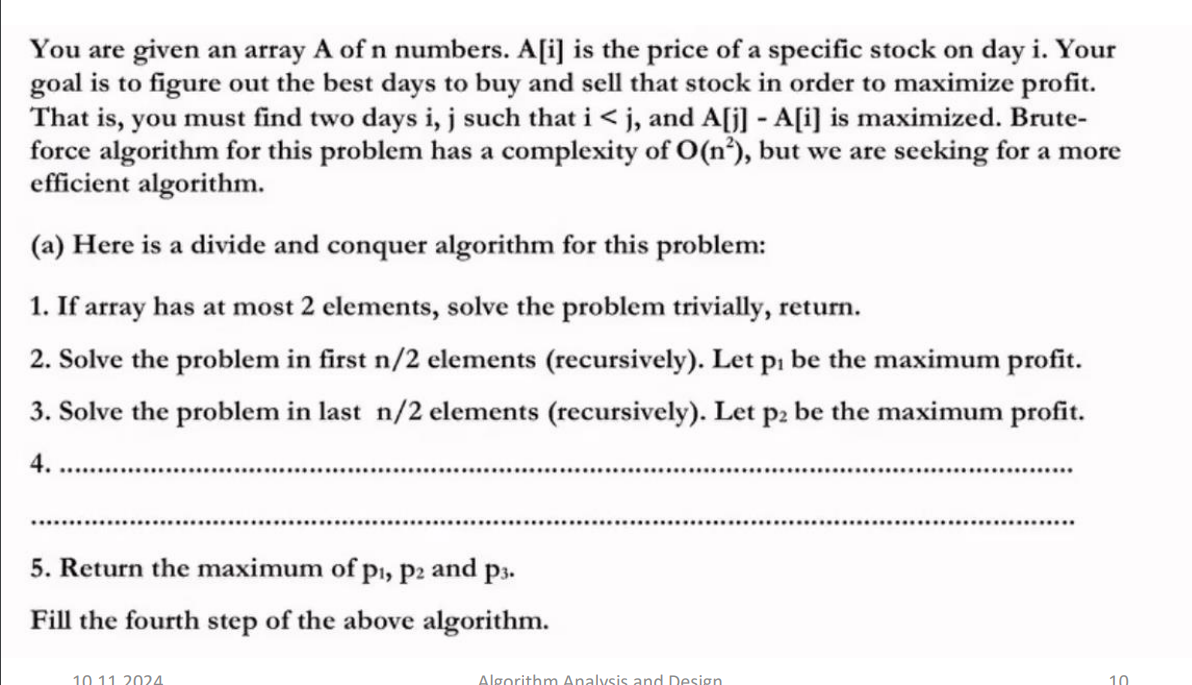 You are given an array A of n numbers. A[i] is the price of a specific stock on day i. Your
goal is to figure out the best days to buy and sell that stock in order to maximize profit.
That is, you must find two days i, j such that i < j, and A[j] - A[i] is maximized. Brute-
force algorithm for this problem has a complexity of O(n²), but we are seeking for a more
efficient algorithm.
(a) Here is a divide and conquer algorithm for this problem:
1. If array has at most 2 elements, solve the problem trivially, return.
2. Solve the problem in first n/2 elements (recursively). Let p₁ be the maximum profit.
3. Solve the problem in last n/2 elements (recursively). Let p₂ be the maximum profit.
4. ........................................................................................................................
........................................................................................................................
5. Return the maximum of p₁, p₂ and p₃.
Fill the fourth step of the above algorithm.
10.11.2024 Algorithm Analysis and Design 10